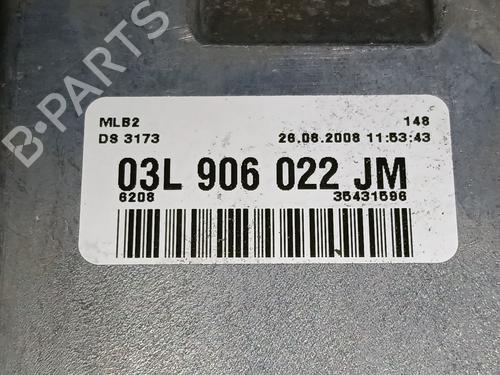 B-PARTS
MLB2 148
DS 3173 26.06.2008 11:53:43
03L 906 022 JM
6208 35431596